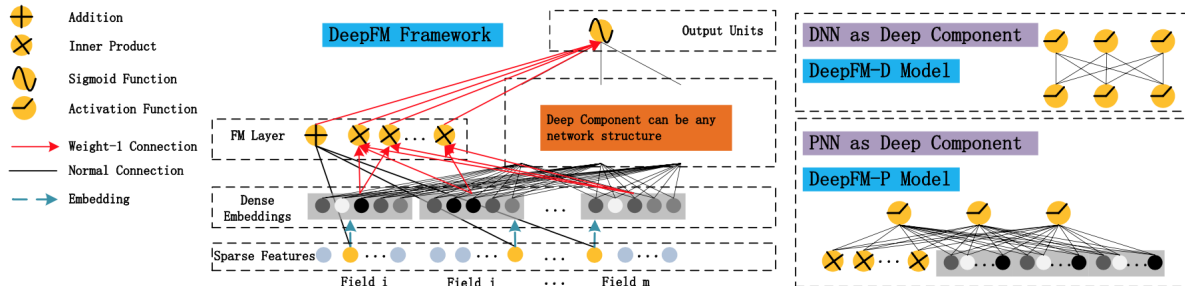 Addition
Inner Product
Sigmoid Function
Activation Function
Weight-1 Connection
Normal Connection
Embedding
DeepFM Framework
Output Units
Deep Component can be any
network structure
FM Layer
...
Dense
Embeddings
...
Sparse Features
... ... ... ...
Field i
Field j
...
Field m
DNN as Deep Component
DeepFM-D Model
PNN as Deep Component
DeepFM-P Model
... ... ... ...